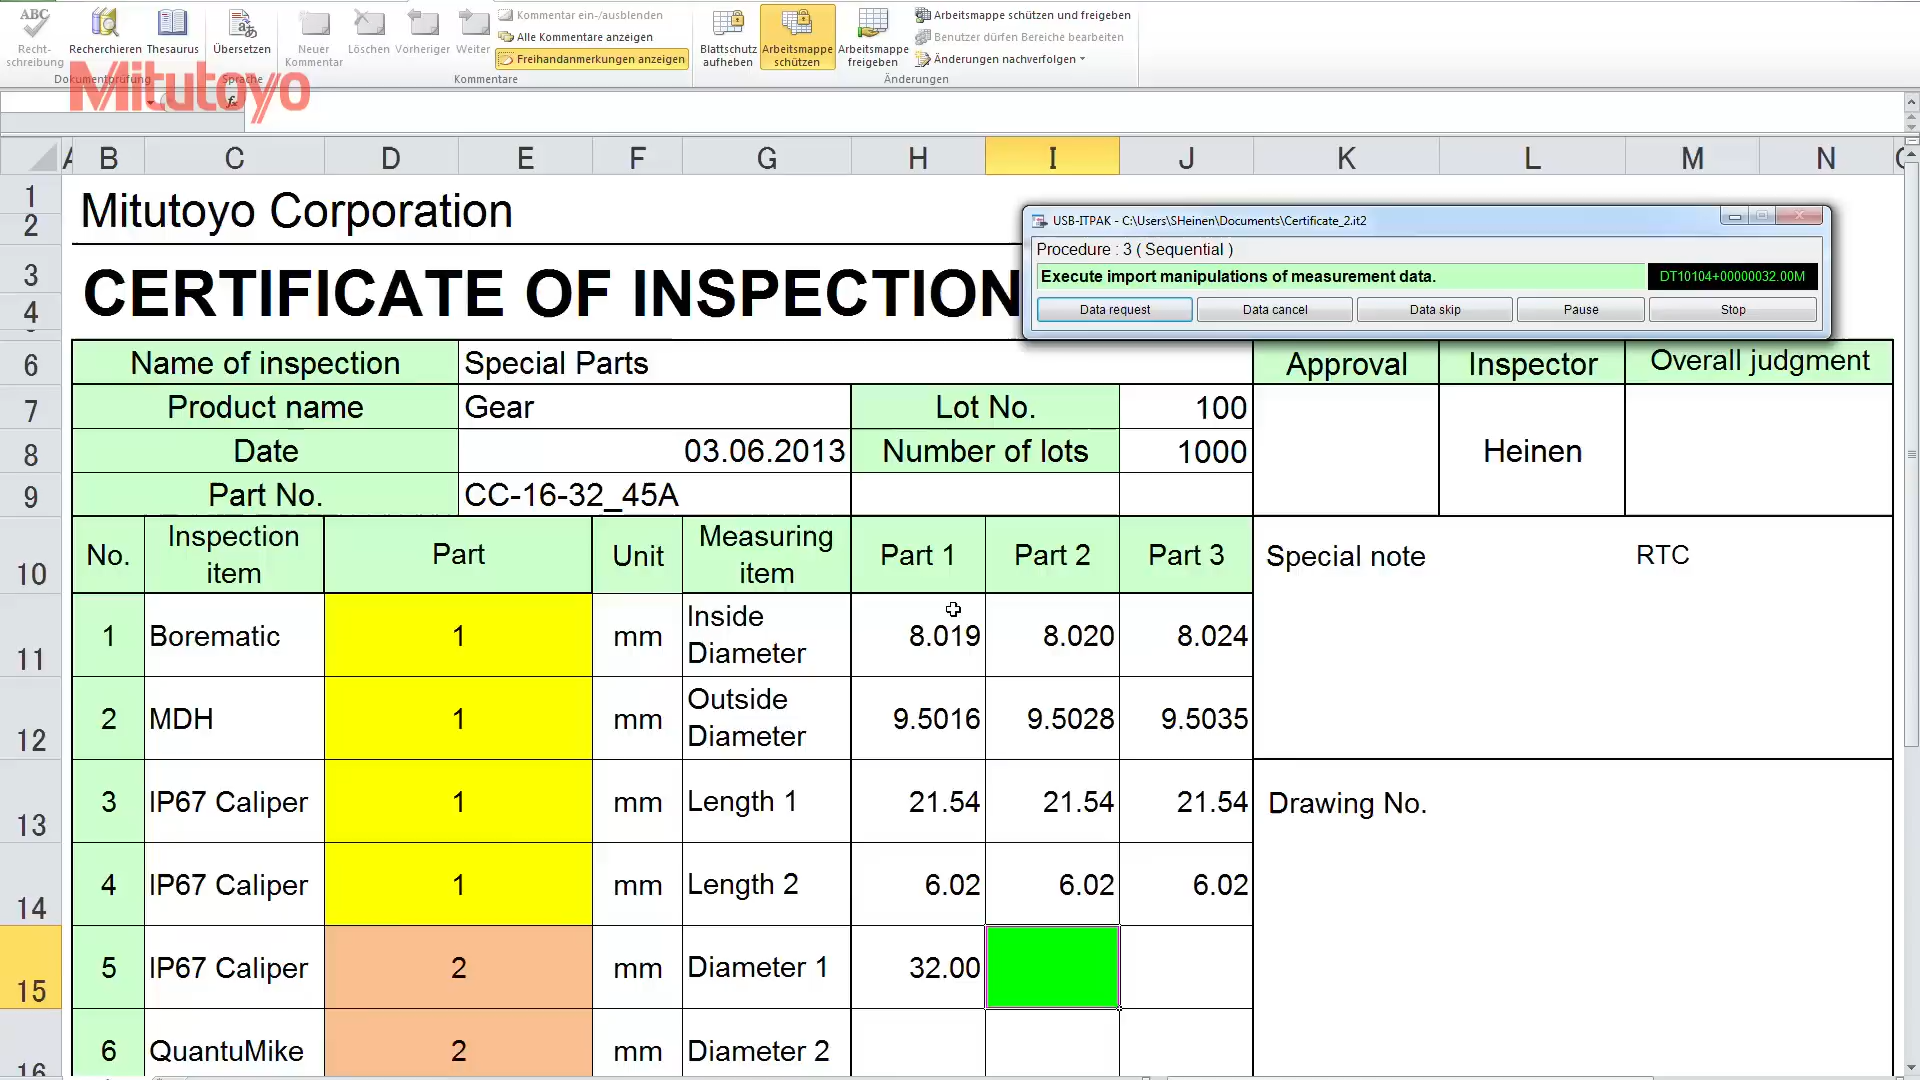 ABC
Recht-
schreibung
Recherchieren
Thesaurus
Übersetzen
Neuer
Kommentar
Löschen
Vorheriger
Weiter
Kommentar ein-/ausblenden
Alle Kommentare anzeigen
Freihandanmerkungen anzeigen
Blattschutz
aufheben
Arbeitsmappe
schützen
Arbeitsmappe
freigeben
Arbeitsmappe schützen und freigeben
Benutzer dürfen Bereiche bearbeiten
Änderungen nachverfolgen
Dokumentprüfung
Sprache
Kommentare
Änderungen
Mitutoyo
A B C D E F G H I J K L M N
1
Mitutoyo Corporation
2
3
CERTIFICATE OF INSPECTION
4
USB-ITPAK - C:\Users\SHeinen\Documents\Certificate_2.it2
Procedure : 3 ( Sequential )
Execute import manipulations of measurement data.
DT10104+00000032.00M
Data request
Data cancel
Data skip
Pause
Stop
6 Name of inspection Special Parts Approval Inspector Overall judgment
7 Product name Gear Lot No. 100
8 Date 03.06.2013 Number of lots 1000 Heinen
9 Part No. CC-16-32_45A
10 No. Inspection item Part Unit Measuring item Part 1 Part 2 Part 3 Special note RTC
11 1 Borematic 1 mm Inside Diameter 8.019 8.020 8.024
12 2 MDH 1 mm Outside Diameter 9.5016 9.5028 9.5035
13 3 IP67 Caliper 1 mm Length 1 21.54 21.54 21.54 Drawing No.
14 4 IP67 Caliper 1 mm Length 2 6.02 6.02 6.02
15 5 IP67 Caliper 2 mm Diameter 1 32.00
16 6 QuantuMike 2 mm Diameter 2